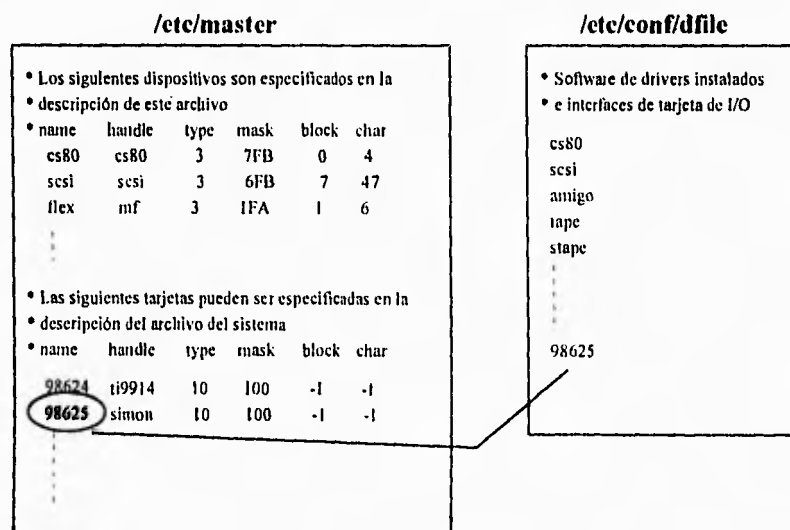 /etc/master
* Los siguientes dispositivos son especificados en la
* descripción de este archivo
* name handle type mask block char
cs80 cs80 3 7FB 0 4
scsi scsi 3 6FB 7 47
flex mf 3 1FA 1 6
* Las siguientes tarjetas pueden ser especificadas en la
* descripción del archivo del sistema
* name handle type mask block char
98624 ti9914 10 100 -1 -1
98625 simon 10 100 -1 -1
/etc/conf/dfile
* Software de drivers instalados
* e interfaces de tarjeta de I/O
cs80
scsi
amigo
tape
stape
98625